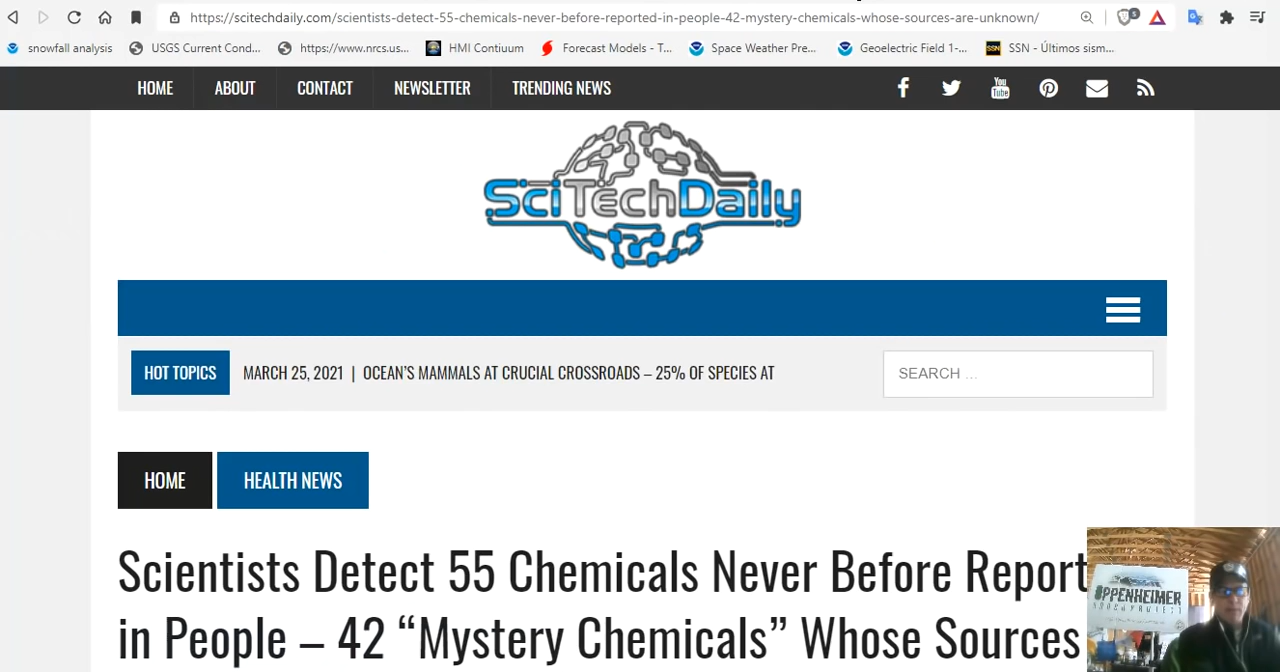 https://scitechdaily.com/scientists-detect-55-chemicals-never-before-reported-in-people-42-mystery-chemicals-whose-sources-are-unknown/
5
snowfall analysis USGS Current Cond... https://www.nrcs.us... HMI Contiuum Forecast Models - T... Space Weather Pre... Geoelectric Field 1-... SSN SSN - Últimos sism...
HOME ABOUT CONTACT NEWSLETTER TRENDING NEWS You Tube
SciTechDaily
HOT TOPICS MARCH 25, 2021 | OCEAN'S MAMMALS AT CRUCIAL CROSSROADS – 25% OF SPECIES AT SEARCH ...
HOME HEALTH NEWS
Scientists Detect 55 Chemicals Never Before Report
in People – 42 “Mystery Chemicals” Whose Sources
OPPENHEIMER